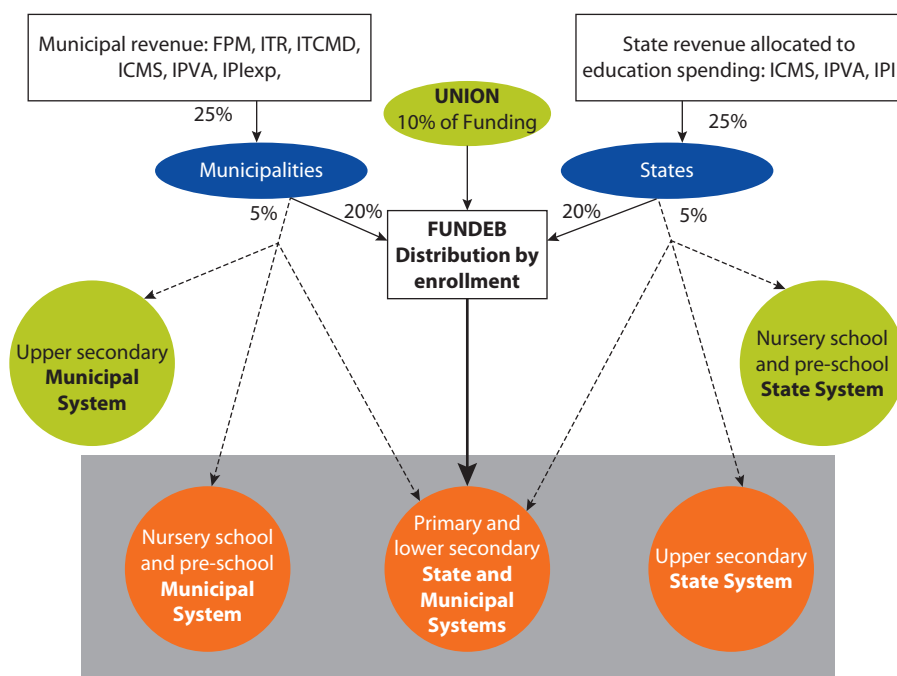 Municipal revenue: FPM, ITR, ITCMD,
ICMS, IPVA, IPIexp,
State revenue allocated to
education spending: ICMS, IPVA, IPI
UNION
10% of Funding
25%
25%
Municipalities
States
5%
20%
20%
5%
FUNDEB
Distribution by
enrollment
Upper secondary
Municipal
System
Nursery school
and pre-school
State System
Nursery school
and pre-school
Municipal
System
Primary and
lower secondary
State and
Municipal
Systems
Upper secondary
State System